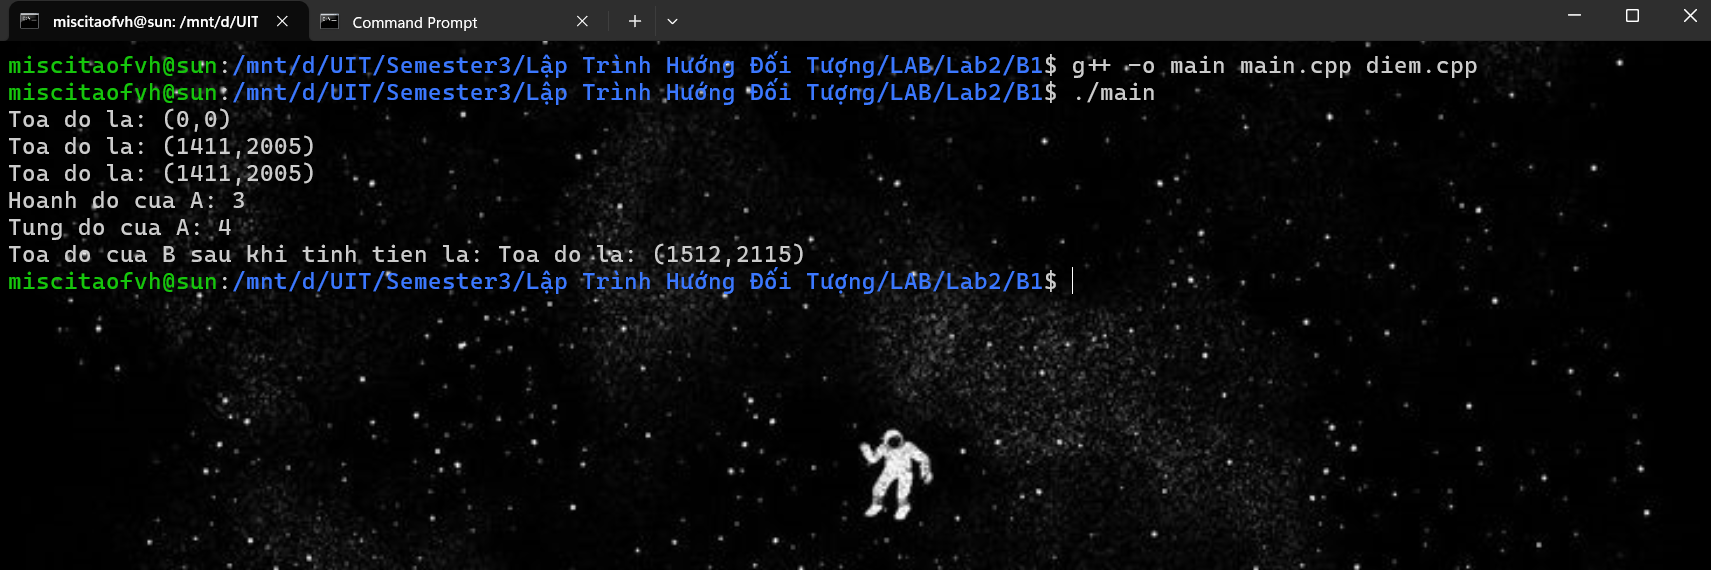 miscitaofvh@sun: /mnt/d/UIT
Command Prompt
miscitaofvh@sun:/mnt/d/UIT/Semester3/Lập Trình Hướng Đối Tượng/LAB/Lab2/B1$ g++ -o main main.cpp diem.cpp
miscitaofvh@sun:/mnt/d/UIT/Semester3/Lập Trình Hướng Đối Tượng/LAB/Lab2/B1$ ./main
Toa do la: (0,0)
Toa do la: (1411,2005)
Toa do la: (1411,2005)
Hoanh do cua A: 3
Tung do cua A: 4
Toa do cua B sau khi tinh tien la: Toa do la: (1512,2115)
miscitaofvh@sun:/mnt/d/UIT/Semester3/Lập Trình Hướng Đối Tượng/LAB/Lab2/B1$